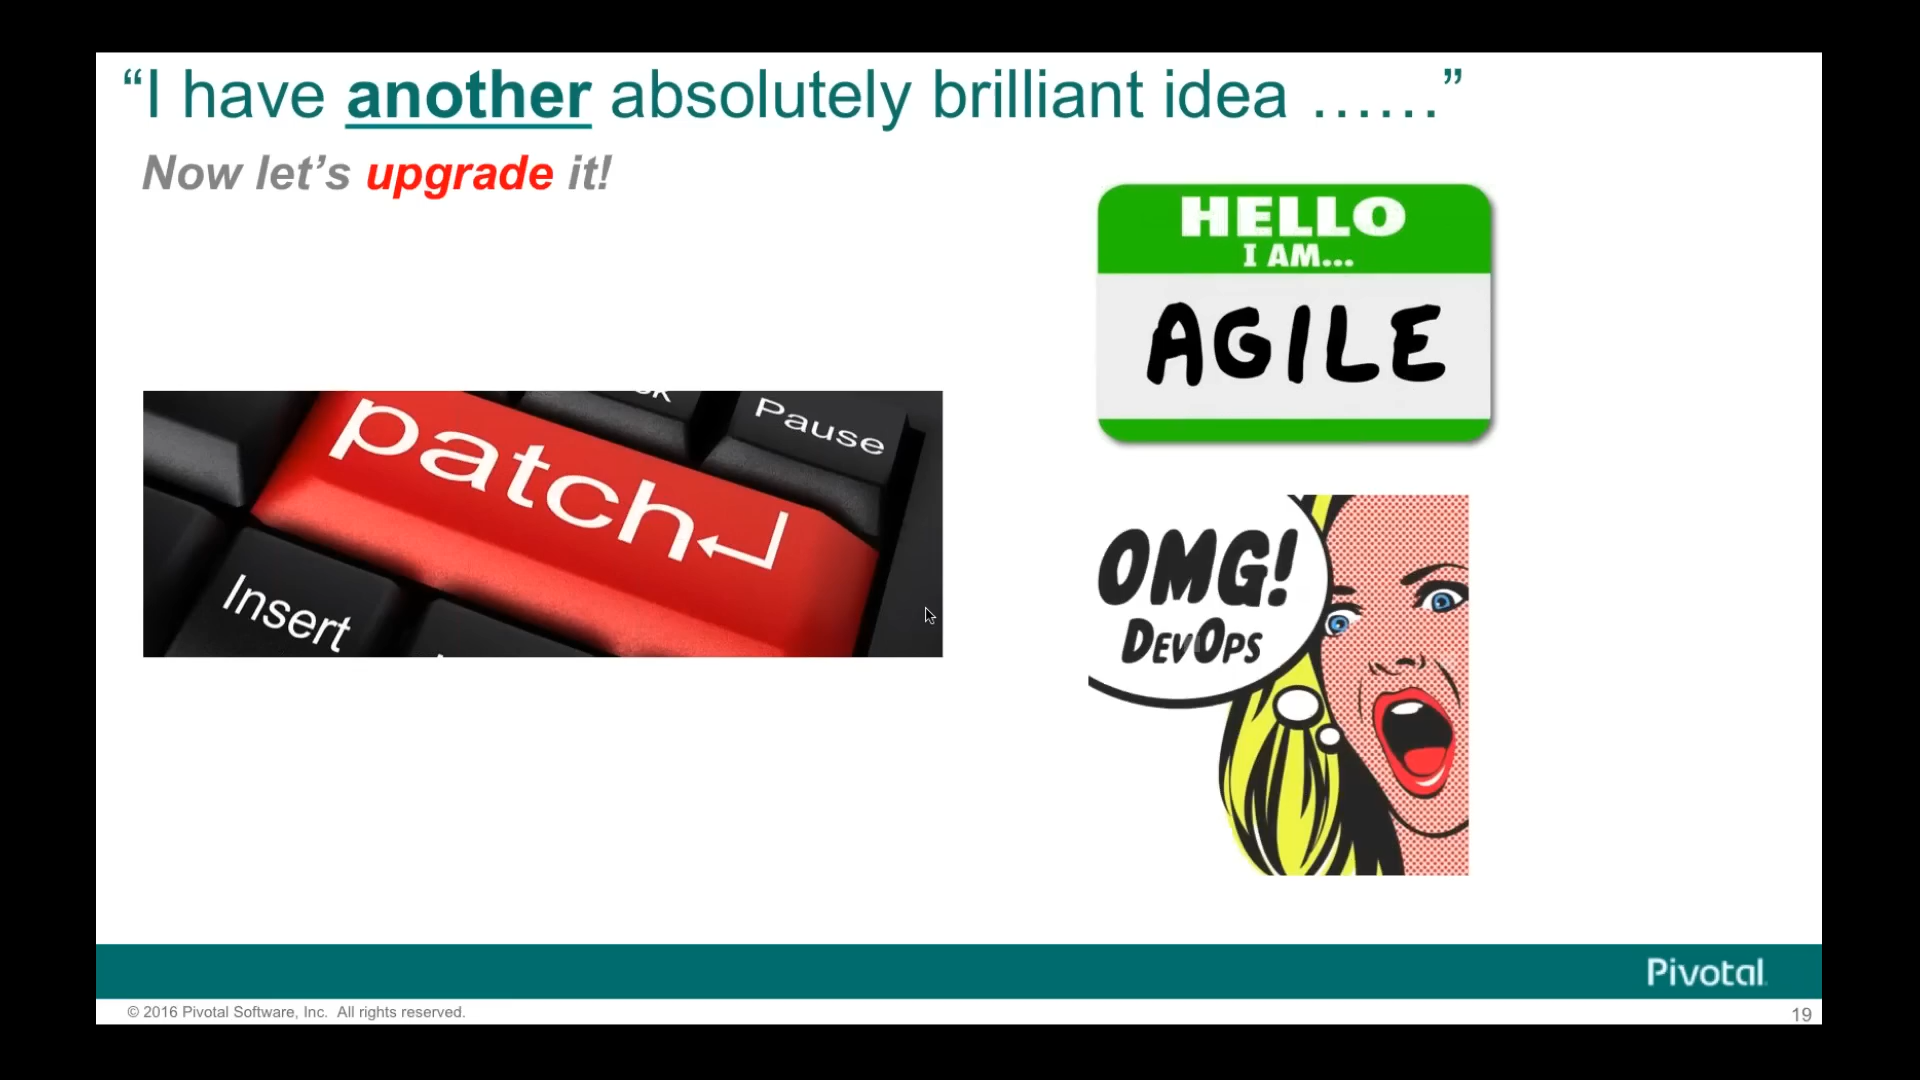 “I have another absolutely brilliant idea ......”
Now let’s upgrade it!
HELLO
I AM...
AGILE
Pause
patch
Insert
OMG!
DEVOPS
Pivotal
© 2016 Pivotal Software, Inc. All rights reserved.
19